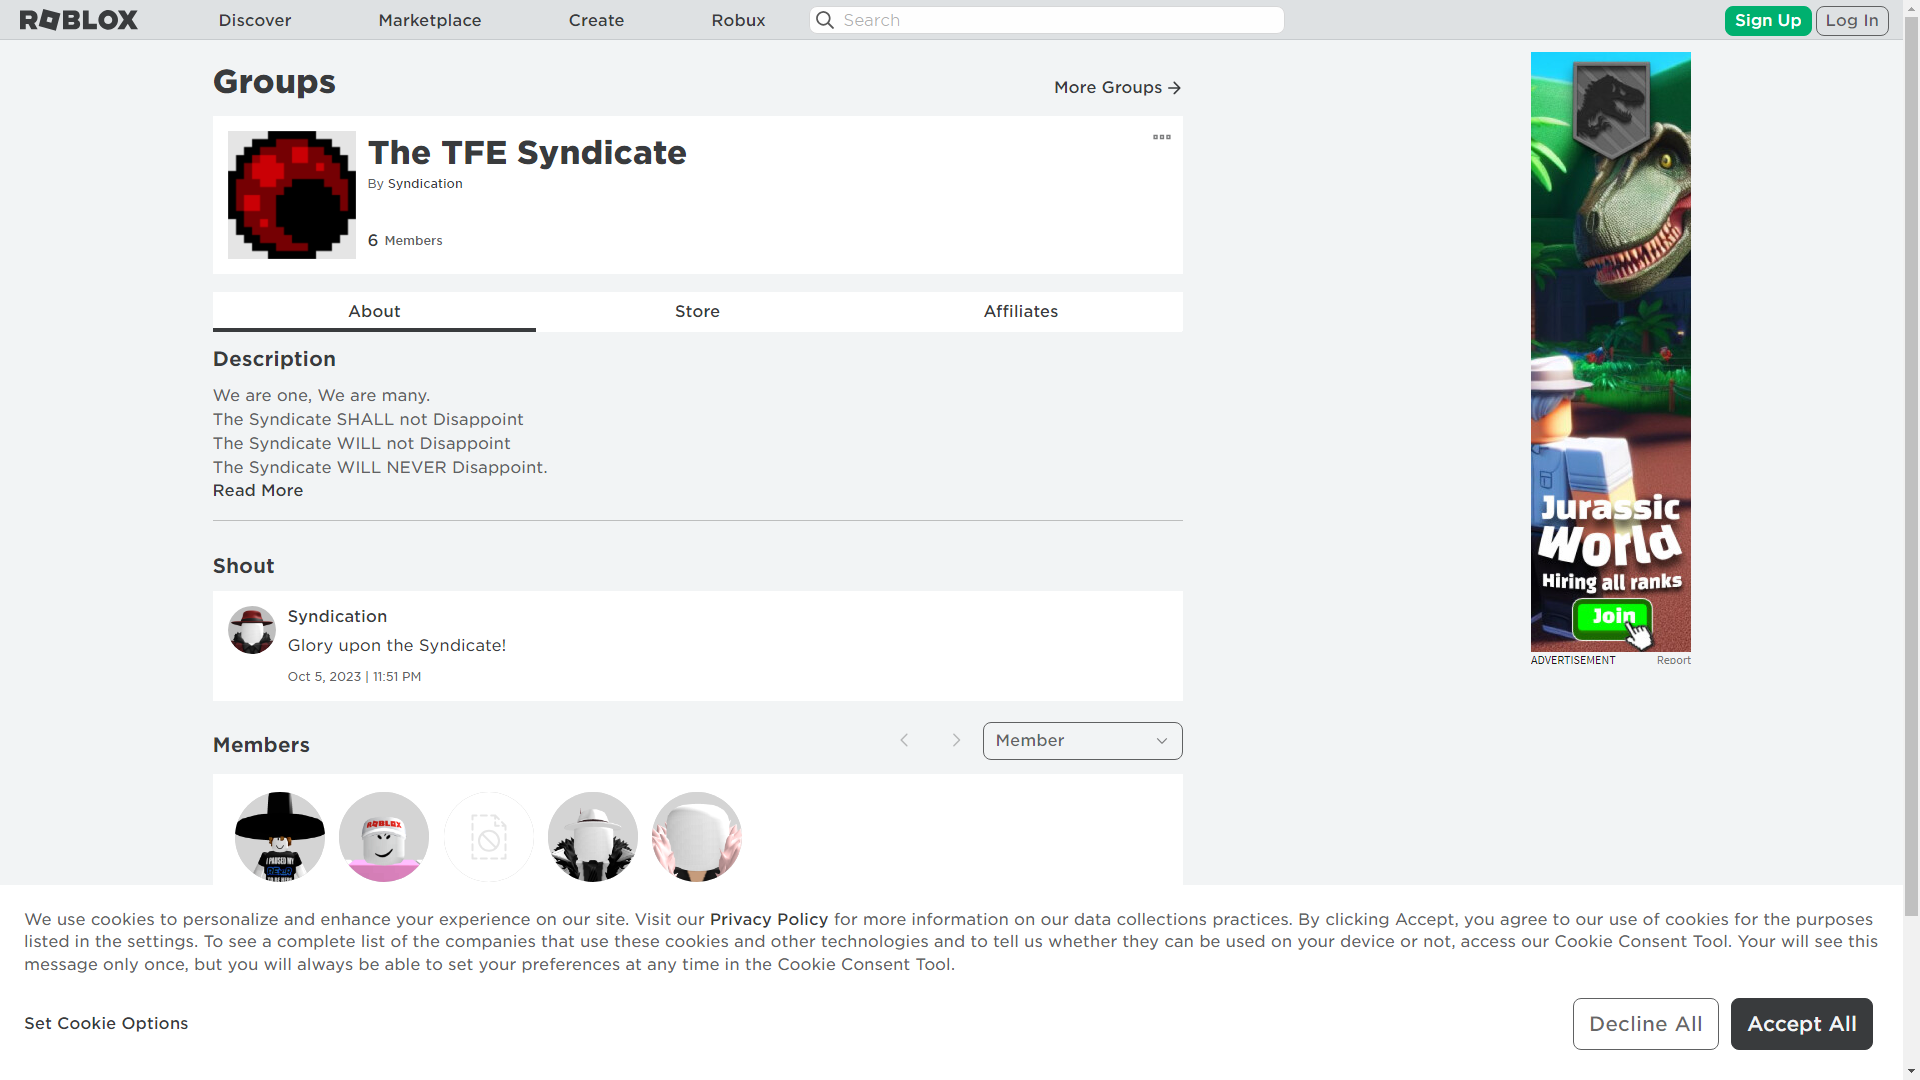 ROBLOX
Discover
Marketplace
Create
Robux
Search
Sign Up
Log In
Groups
More Groups
The TFE Syndicate
By Syndication
6 Members
About
Store
Affiliates
Description
We are one, We are many.
The Syndicate SHALL not Disappoint
The Syndicate WILL not Disappoint
The Syndicate WILL NEVER Disappoint.
Read More
Shout
Syndication
Glory upon the Syndicate!
Oct 5, 2023 | 11:51 PM
Members
Member
ROBLOX
I PAUSED MY
Jurassic
World
Hiring all ranks
Join
ADVERTISEMENT
Report
We use cookies to personalize and enhance your experience on our site. Visit our Privacy Policy for more information on our data collections practices. By clicking Accept, you agree to our use of cookies for the purposes
listed in the settings. To see a complete list of the companies that use these cookies and other technologies and to tell us whether they can be used on your device or not, access our Cookie Consent Tool. Your will see this
message only once, but you will always be able to set your preferences at any time in the Cookie Consent Tool.
Set Cookie Options
Decline All
Accept All